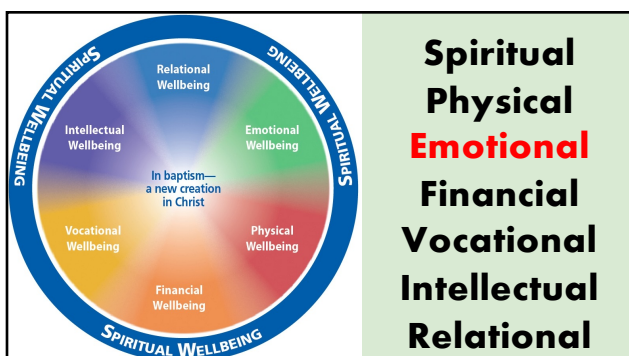 SPIRITUAL WELLBEING
SPIRITUAL WELLBEING
Relational
Wellbeing
Intellectual
Wellbeing
Emotional
Wellbeing
In baptism—
a new creation
in Christ
Vocational
Wellbeing
Physical
Wellbeing
Financial
Wellbeing
SPIRITUAL WELLBEING
Spiritual
Physical
Emotional
Financial
Vocational
Intellectual
Relational